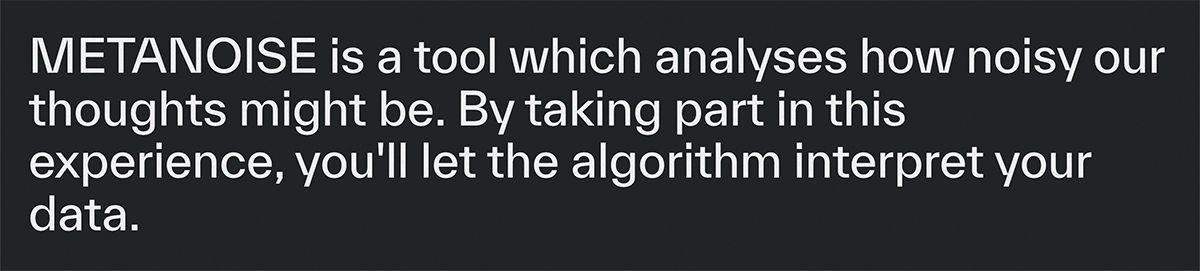 METANOISE is a tool which analyses how noisy our
thoughts might be. By taking part in this
experience, you'll let the algorithm interpret your
data.